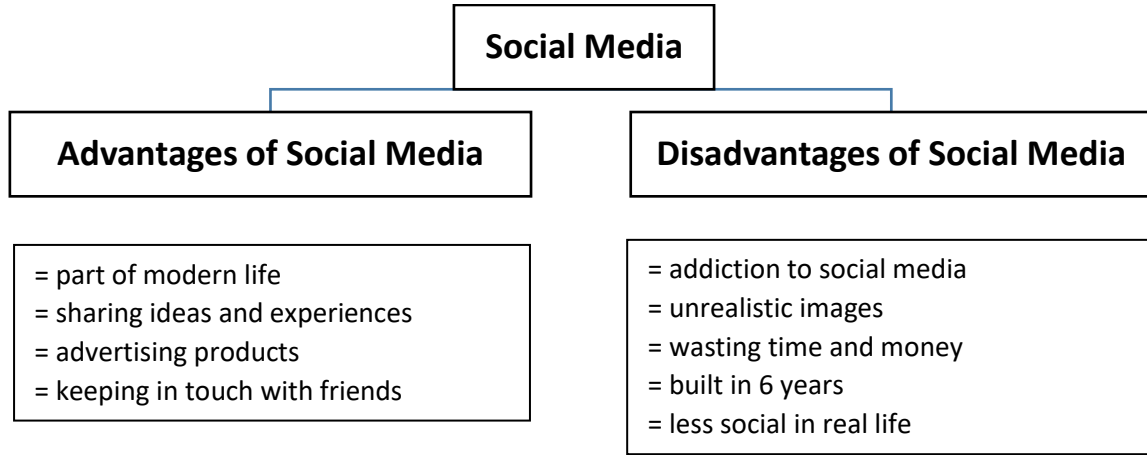 Social Media
Advantages of Social Media
= part of modern life
= sharing ideas and experiences
= advertising products
= keeping in touch with friends
Disadvantages of Social Media
= addiction to social media
= unrealistic images
= wasting time and money
= built in 6 years
= less social in real life